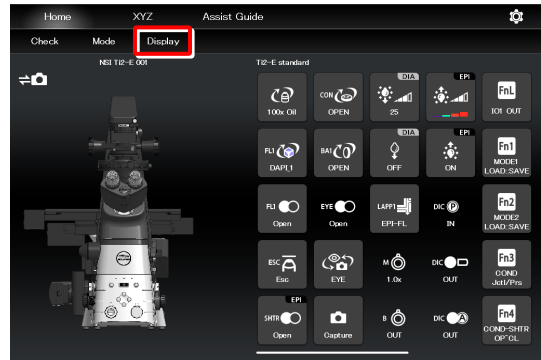 Home XYZ Assist Guide
Check Mode Display
NSI Ti2-E 001 Ti2-E standard
DIA EPI
CON FnL
100x Oil OPEN 25 IO1 OUT
DIA EPI
FL1 BA1 Fn1
DAPI_1 OPEN OFF ON MODE1
LOAD:SAVE
FL1 EYE LAPP1 DIC P Fn2
Open Open EPI-FL IN MODE2
LOAD:SAVE
ESC M DIC Fn3
Esc EYE 1.0x OUT COND
Jctl/Prs
EPI
SHTR B DIC A Fn4
Open Capture OUT OUT COND-SHTR
OP^CL